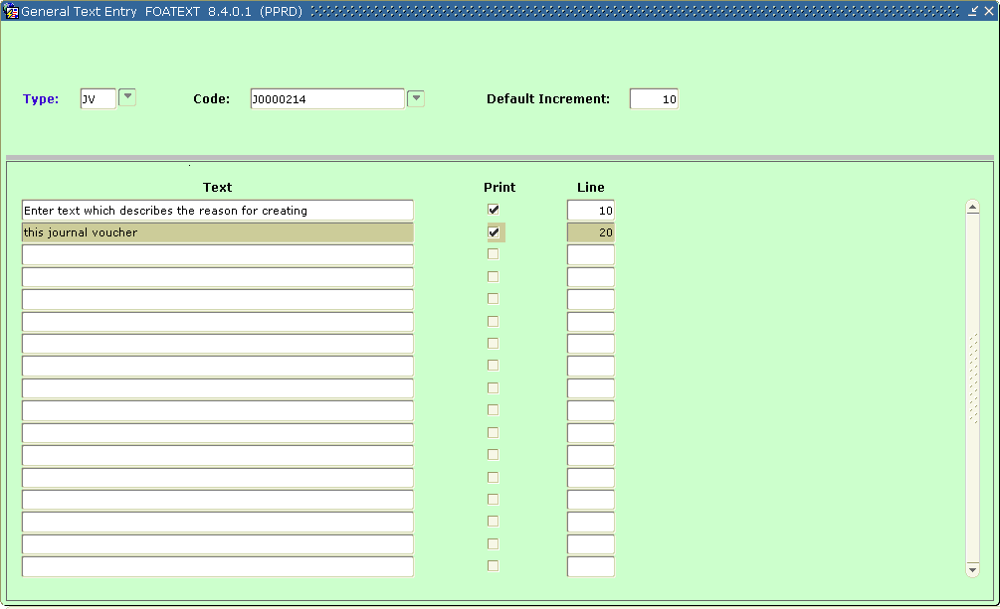 General Text Entry FOATEXT 8.4.0.1 (PPRD)
Type: JV Code: J0000214 Default Increment: 10
Text Print Line
Enter text which describes the reason for creating 10
this journal voucher 20